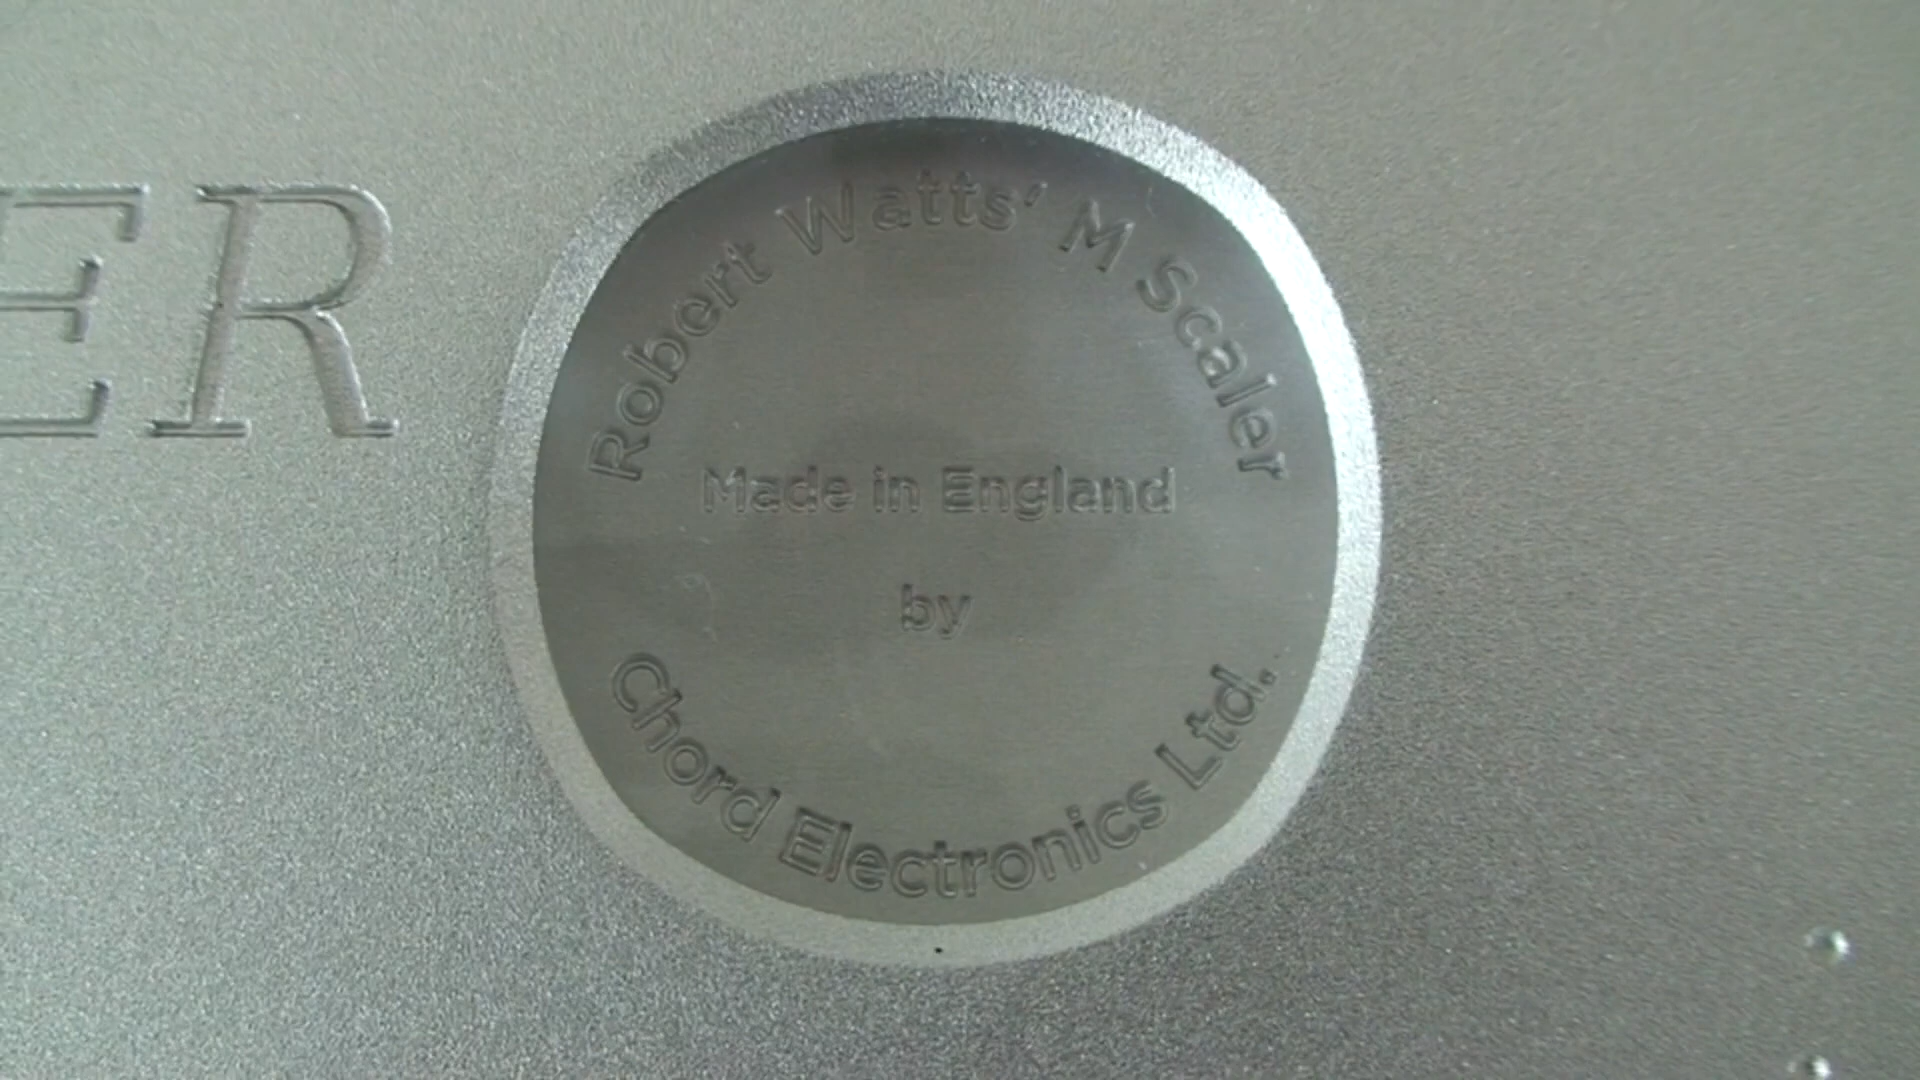 ER
Robert Watts' M Scaler
Made in England
by
Chord Electronics Ltd.